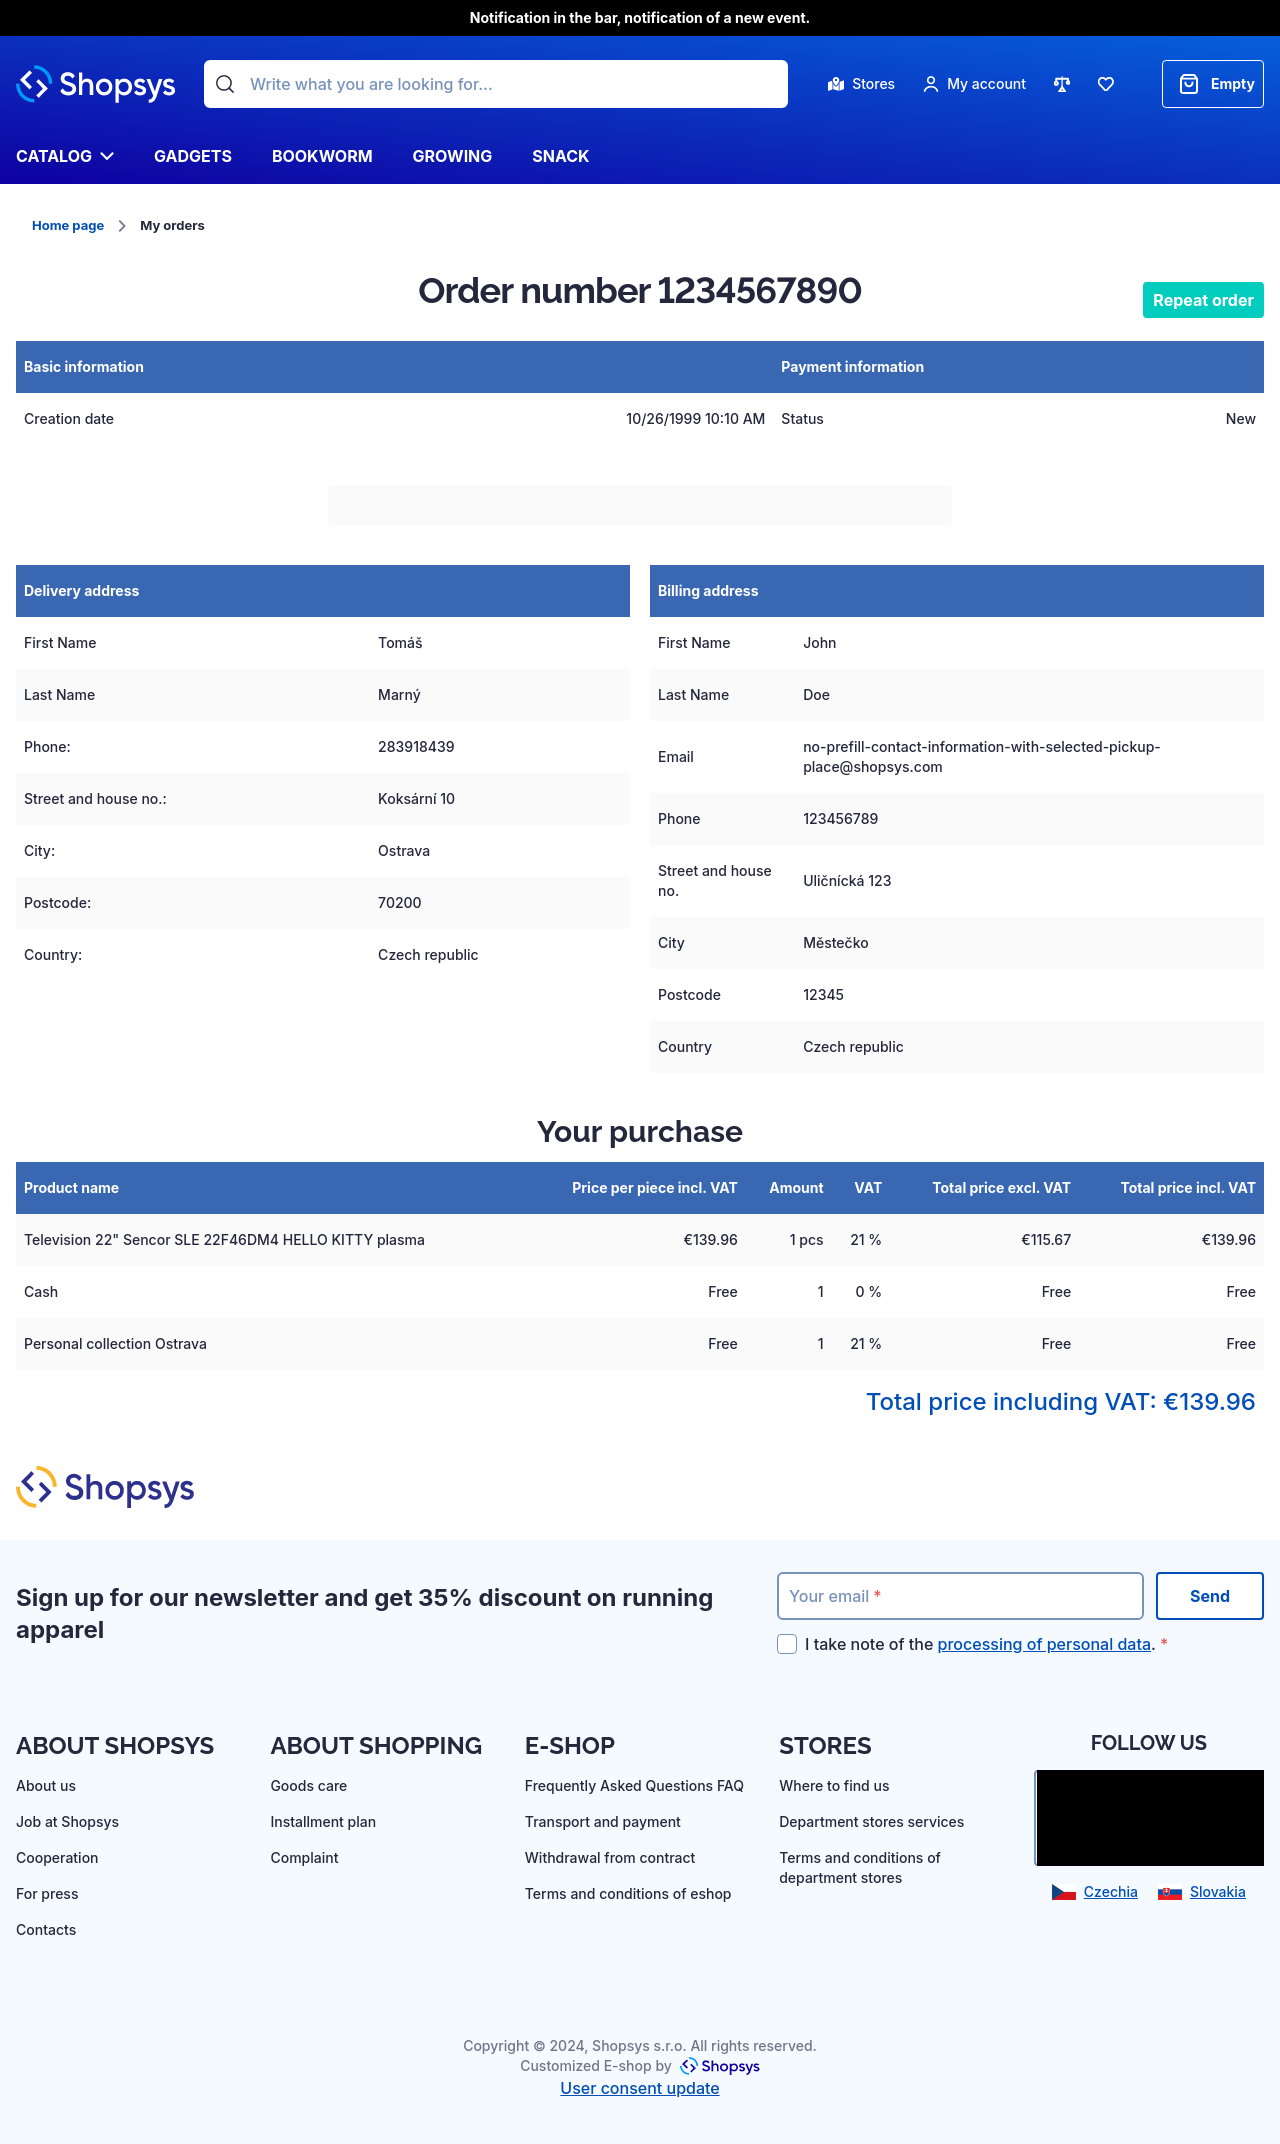 Notification in the bar, notification of a new event.
Shopsys
Write what you are looking for...
Stores
My account
Empty
CATALOG
GADGETS
BOOKWORM
GROWING
SNACK
Home page
My orders
Order number 1234567890
Repeat order
Basic information
Payment information
Creation date
10/26/1999 10:10 AM
Status
New
Delivery address
First Name
Tomáš
Last Name
Marný
Phone:
283918439
Street and house no.:
Koksární 10
City:
Ostrava
Postcode:
70200
Country:
Czech republic
Billing address
First Name
John
Last Name
Doe
Email
no-prefill-contact-information-with-selected-pickup-
place@shopsys.com
Phone
123456789
Street and house
no.
Uličnícká 123
City
Městečko
Postcode
12345
Country
Czech republic
Your purchase
Product name
Price per piece incl. VAT
Amount
VAT
Total price excl. VAT
Total price incl. VAT
Television 22" Sencor SLE 22F46DM4 HELLO KITTY plasma
€139.96
1 pcs
21 %
€115.67
€139.96
Cash
Free
1
0 %
Free
Free
Personal collection Ostrava
Free
1
21 %
Free
Free
Total price including VAT: €139.96
Shopsys
Sign up for our newsletter and get 35% discount on running
apparel
Your email *
Send
I take note of the processing of personal data. *
ABOUT SHOPSYS
About us
Job at Shopsys
Cooperation
For press
Contacts
ABOUT SHOPPING
Goods care
Installment plan
Complaint
E-SHOP
Frequently Asked Questions FAQ
Transport and payment
Withdrawal from contract
Terms and conditions of eshop
STORES
Where to find us
Department stores services
Terms and conditions of
department stores
FOLLOW US
Czechia
Slovakia
Copyright © 2024, Shopsys s.r.o. All rights reserved.
Customized E-shop by Shopsys
User consent update